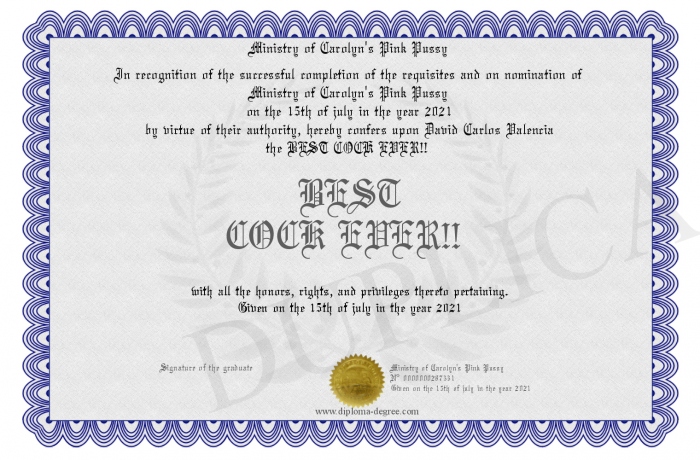 Ministry of Carolyn's Pink Pussy
In recognition of the successful completion of the requisites and on nomination of
Ministry of Carolyn's Pink Pussy
on the 15th of july in the year 2021
by virtue of their authority, hereby confers upon David Carlos Valencia
the BEST COCK EVER!!
BEST
COCK EVER!!
with all the honors, rights, and privileges thereto pertaining.
Given on the 15th of july in the year 2021
DUPLICA
Signature of the graduate
Ministry of Carolyn's Pink Pussy
Nº 0000000287331
Given on the 15th of july in the year 2021
www.diploma-degree.com